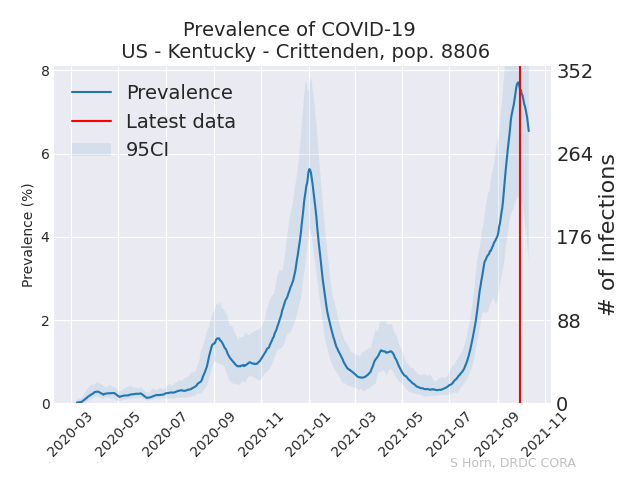 Prevalence of COVID-19
US - Kentucky - Crittenden, pop. 8806
Prevalence
Latest data
95CI
Prevalence (%)
8
6
4
2
0
352
264
176
88
0
# of infections
2020-03
2020-05
2020-07
2020-09
2020-11
2021-01
2021-03
2021-05
2021-07
2021-09
2021-11
S Horn, DRDC CORA